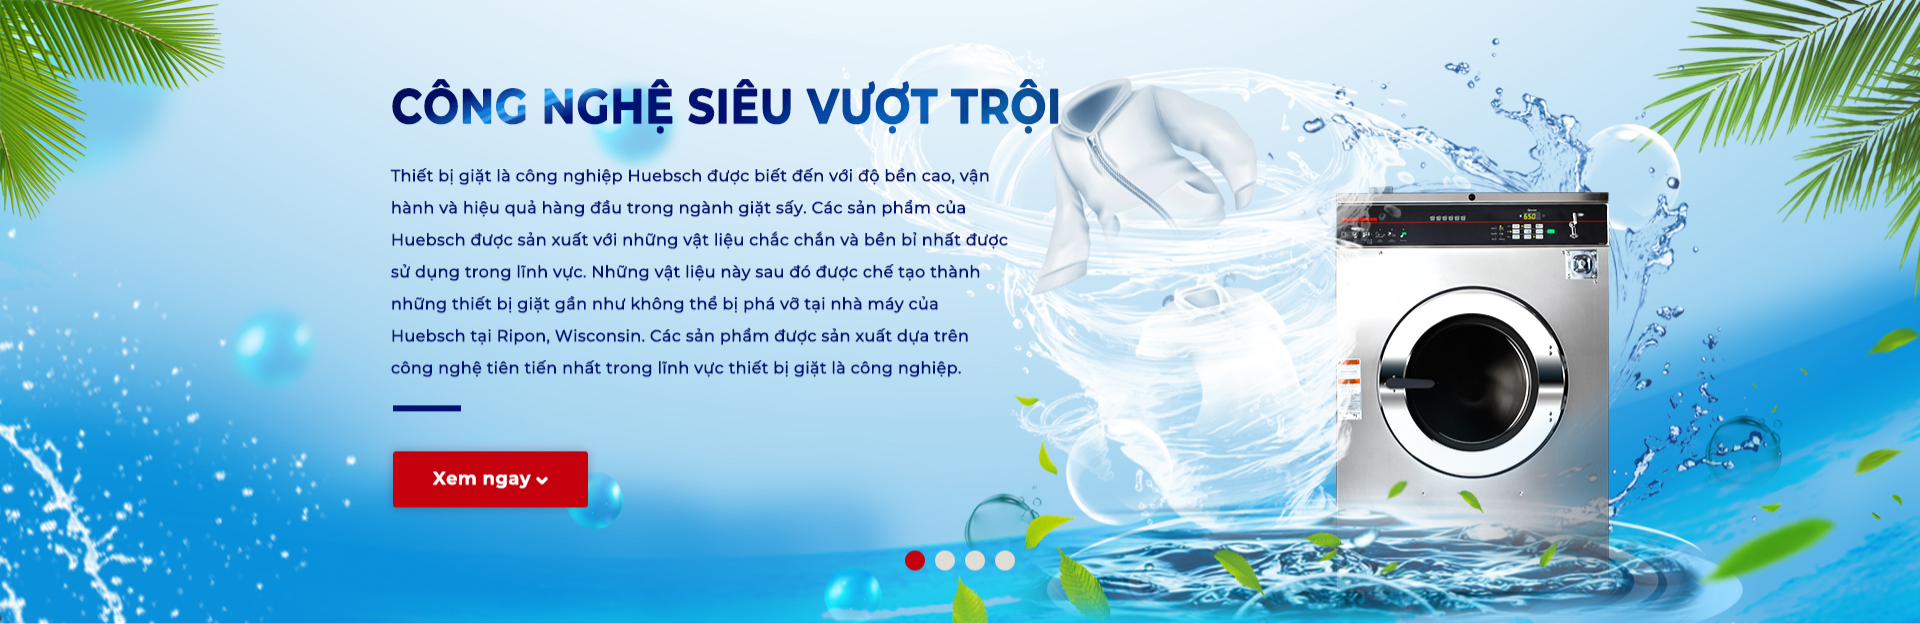 CÔNG NGHỆ SIÊU VƯỢT TRỘI
Thiết bị giặt là công nghiệp Huebsch được biết đến với độ bền cao, vận
hành và hiệu quả hàng đầu trong ngành giặt sấy. Các sản phẩm của
Huebsch được sản xuất với những vật liệu chắc chắn và bền bỉ nhất được
sử dụng trong lĩnh vực. Những vật liệu này sau đó được chế tạo thành
những thiết bị giặt gần như không thể bị phá vỡ tại nhà máy của
Huebsch tại Ripon, Wisconsin. Các sản phẩm được sản xuất dựa trên
công nghệ tiên tiến nhất trong lĩnh vực thiết bị giặt là công nghiệp.
Xem ngay
650